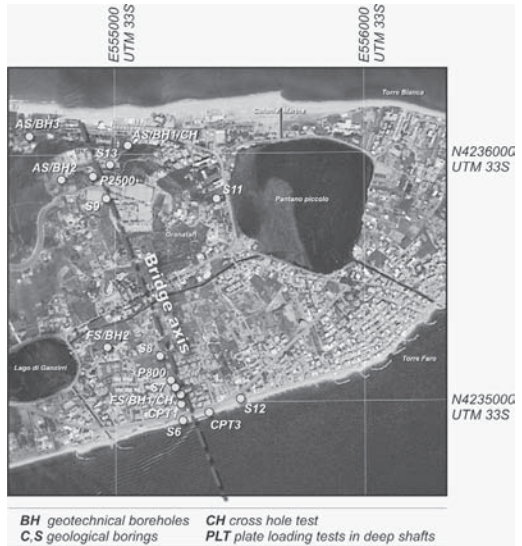 E555000
UTM 33S
E556000
UTM 33S
Torre Bianca
AS/BH3
AS/BH1/CH
N4236000
UTM 33S
S13
AS/BH2
P2500
S11
S9
Pantano piccolo
Granatari
Bridge axis
FS/BH2
S8
Torre Faro
Lago di Ganzirri
P800
S7
FS/BH1/CH
S12
N4235000
UTM 33S
CPT1
CPT3
S6
BH geotechnical boreholes
CH cross hole test
C,S geological borings
PLT plate loading tests in deep shafts